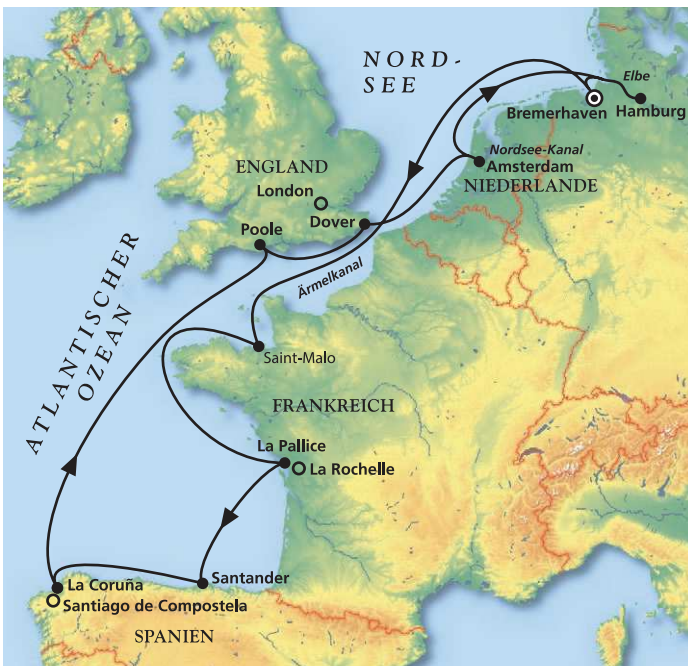 NORD-
SEE
Elbe
Bremerhaven
Hamburg
Nordsee-Kanal
Amsterdam
NIEDERLANDE
ENGLAND
London
Dover
Poole
Ärmelkanal
ATLANTISCHER
OZEAN
Saint-Malo
FRANKREICH
La Pallice
La Rochelle
Santander
La Coruña
Santiago de Compostela
SPANIEN